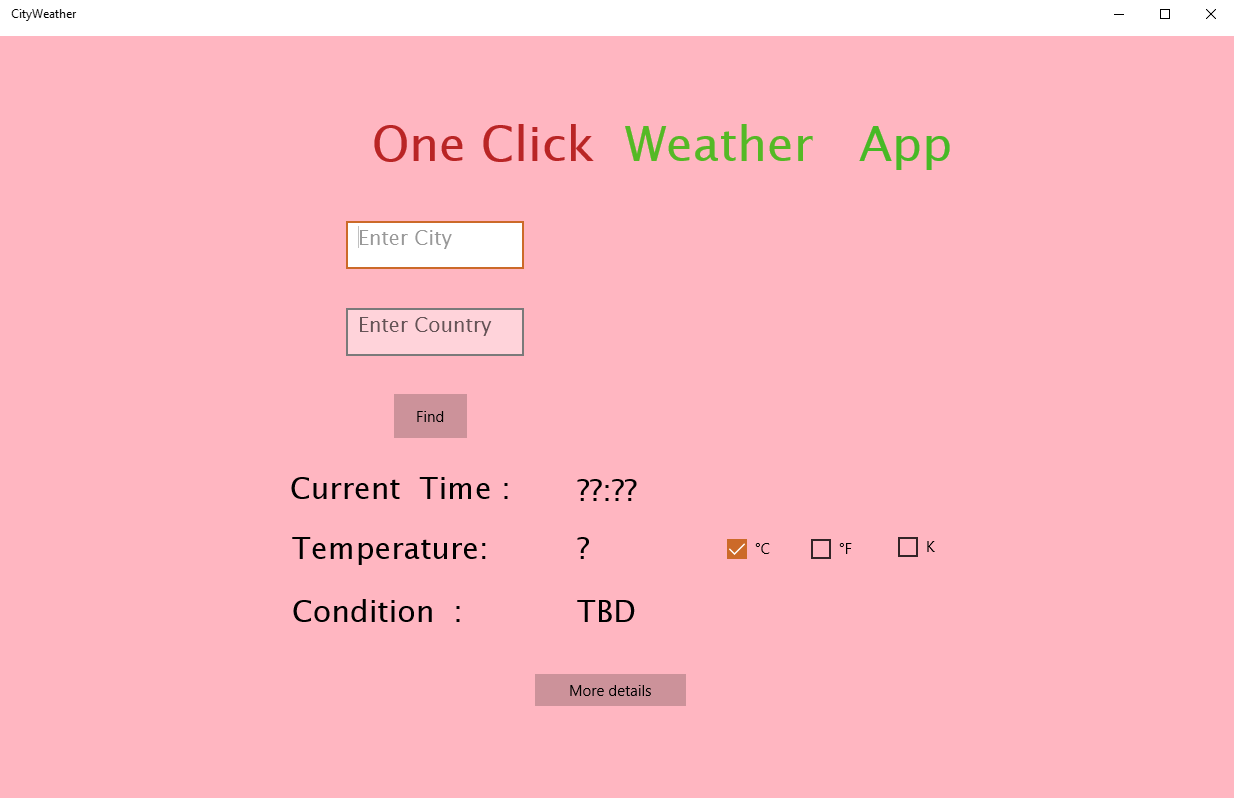 CityWeather
One Click Weather App
Enter City
Enter Country
Find
Current Time : ??:??
Temperature: ? °C °F K
Condition : TBD
More details